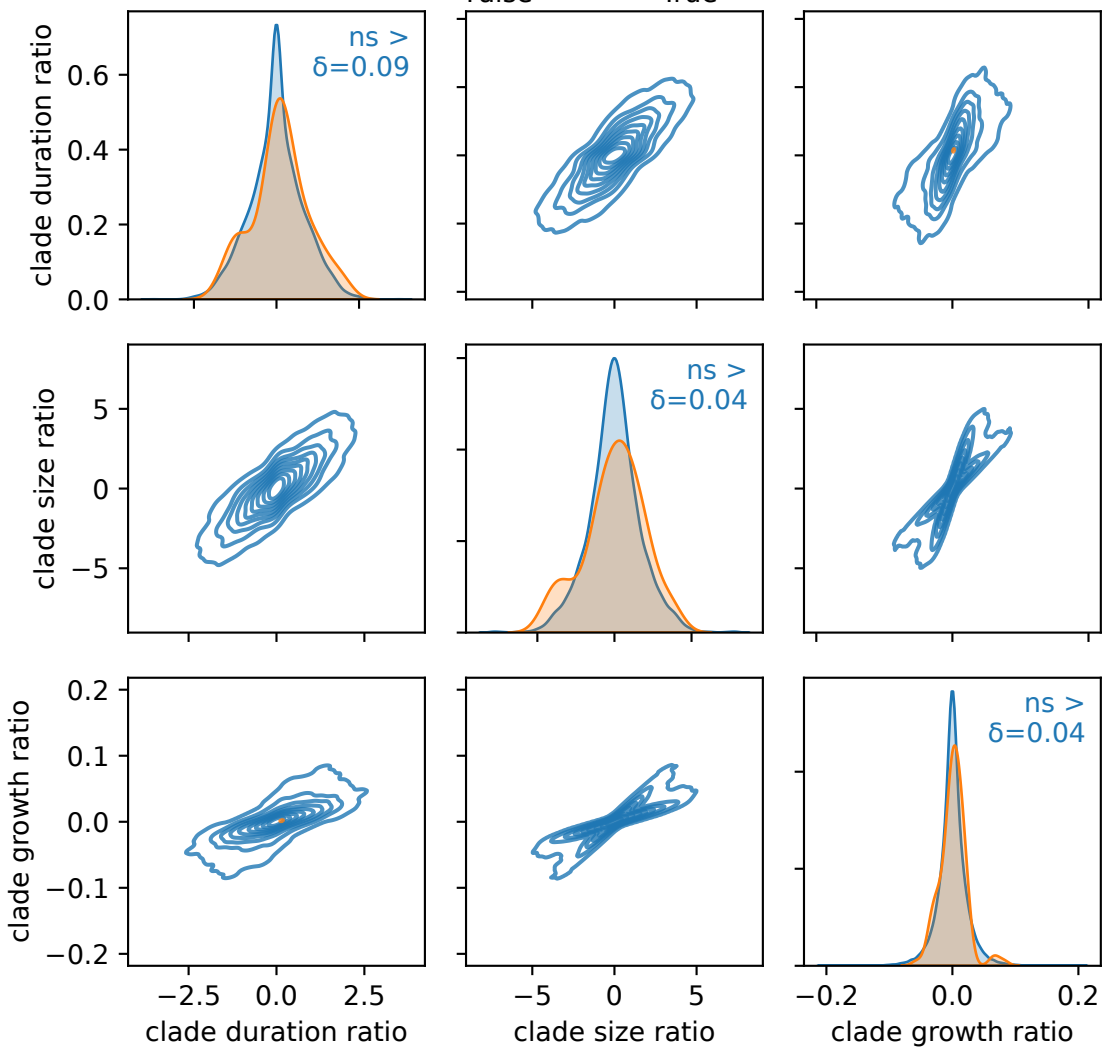 raise True
clade duration ratio
0.6
0.4
0.2
0.0
ns >
δ=0.09
clade size ratio
5
0
−5
ns >
δ=0.04
clade growth ratio
0.2
0.1
0.0
−0.1
−0.2
ns >
δ=0.04
−2.5 0.0 2.5
−5 0 5
−0.2 0.0 0.2
clade duration ratio
clade size ratio
clade growth ratio